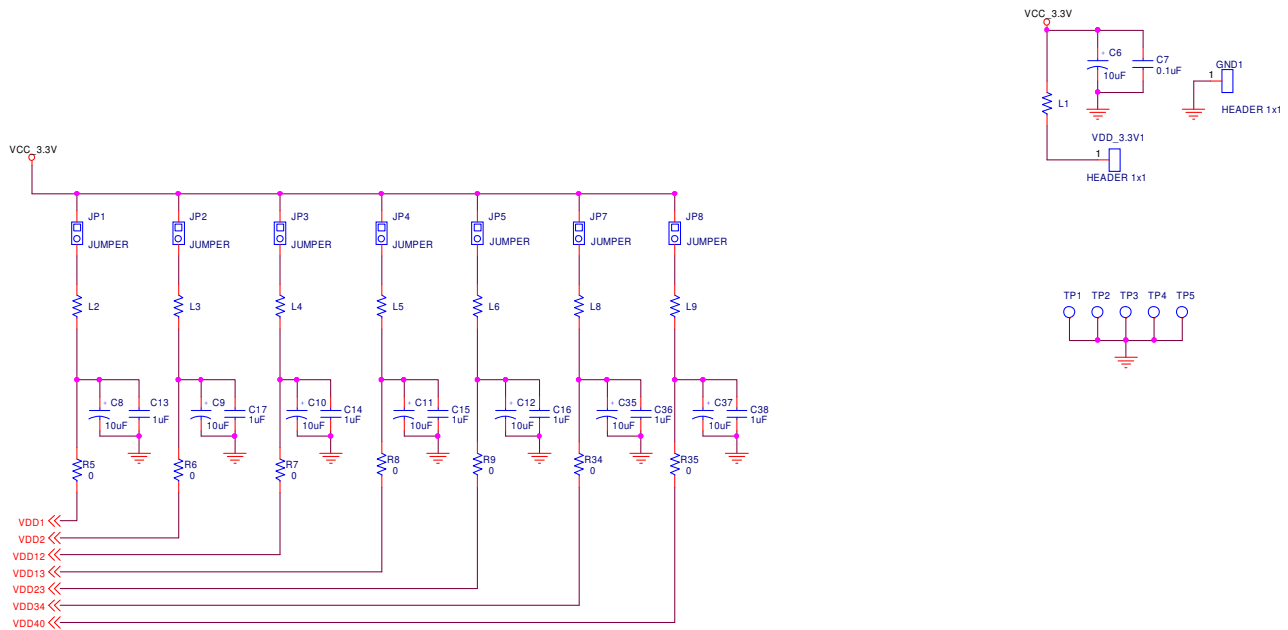 VCC_3.3V
C6
10uF
C7
0.1uF
GND1
1
HEADER 1x1
L1
VDD_3.3V1
1
HEADER 1x1
VCC_3.3V
JP1
JUMPER
JP2
JUMPER
JP3
JUMPER
JP4
JUMPER
JP5
JUMPER
JP7
JUMPER
JP8
JUMPER
L2
L3
L4
L5
L6
L8
L9
TP1 TP2 TP3 TP4 TP5
C8
10uF
C13
1uF
C9
10uF
C17
1uF
C10
10uF
C14
1uF
C11
10uF
C15
1uF
C12
10uF
C16
1uF
C35
10uF
C36
1uF
C37
10uF
C38
1uF
R5
0
R6
0
R7
0
R8
0
R9
0
R34
0
R35
0
VDD1
VDD2
VDD12
VDD13
VDD23
VDD34
VDD40